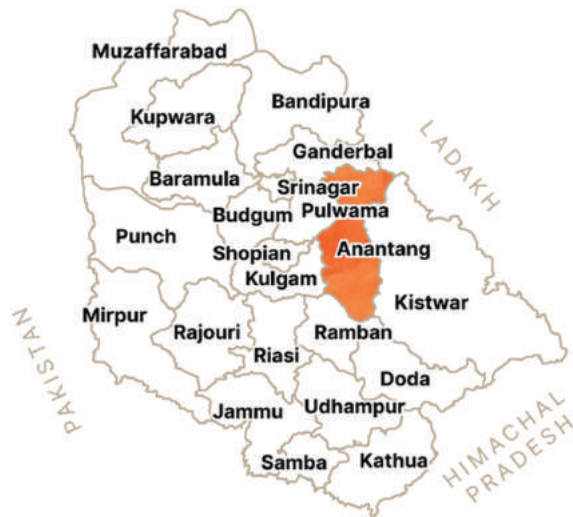 Muzaffarabad
Bandipura
Kupwara
LADAKH
Ganderbal
Baramula
Srinagar
Budgum
Pulwama
Punch
Shopian
Anantang
Kulgam
Kistwar
Mirpur
Rajouri
Ramban
Riasi
PAKISTAN
Doda
Jammu
Udhampur
HIMACHAL
PRADESH
Samba
Kathua